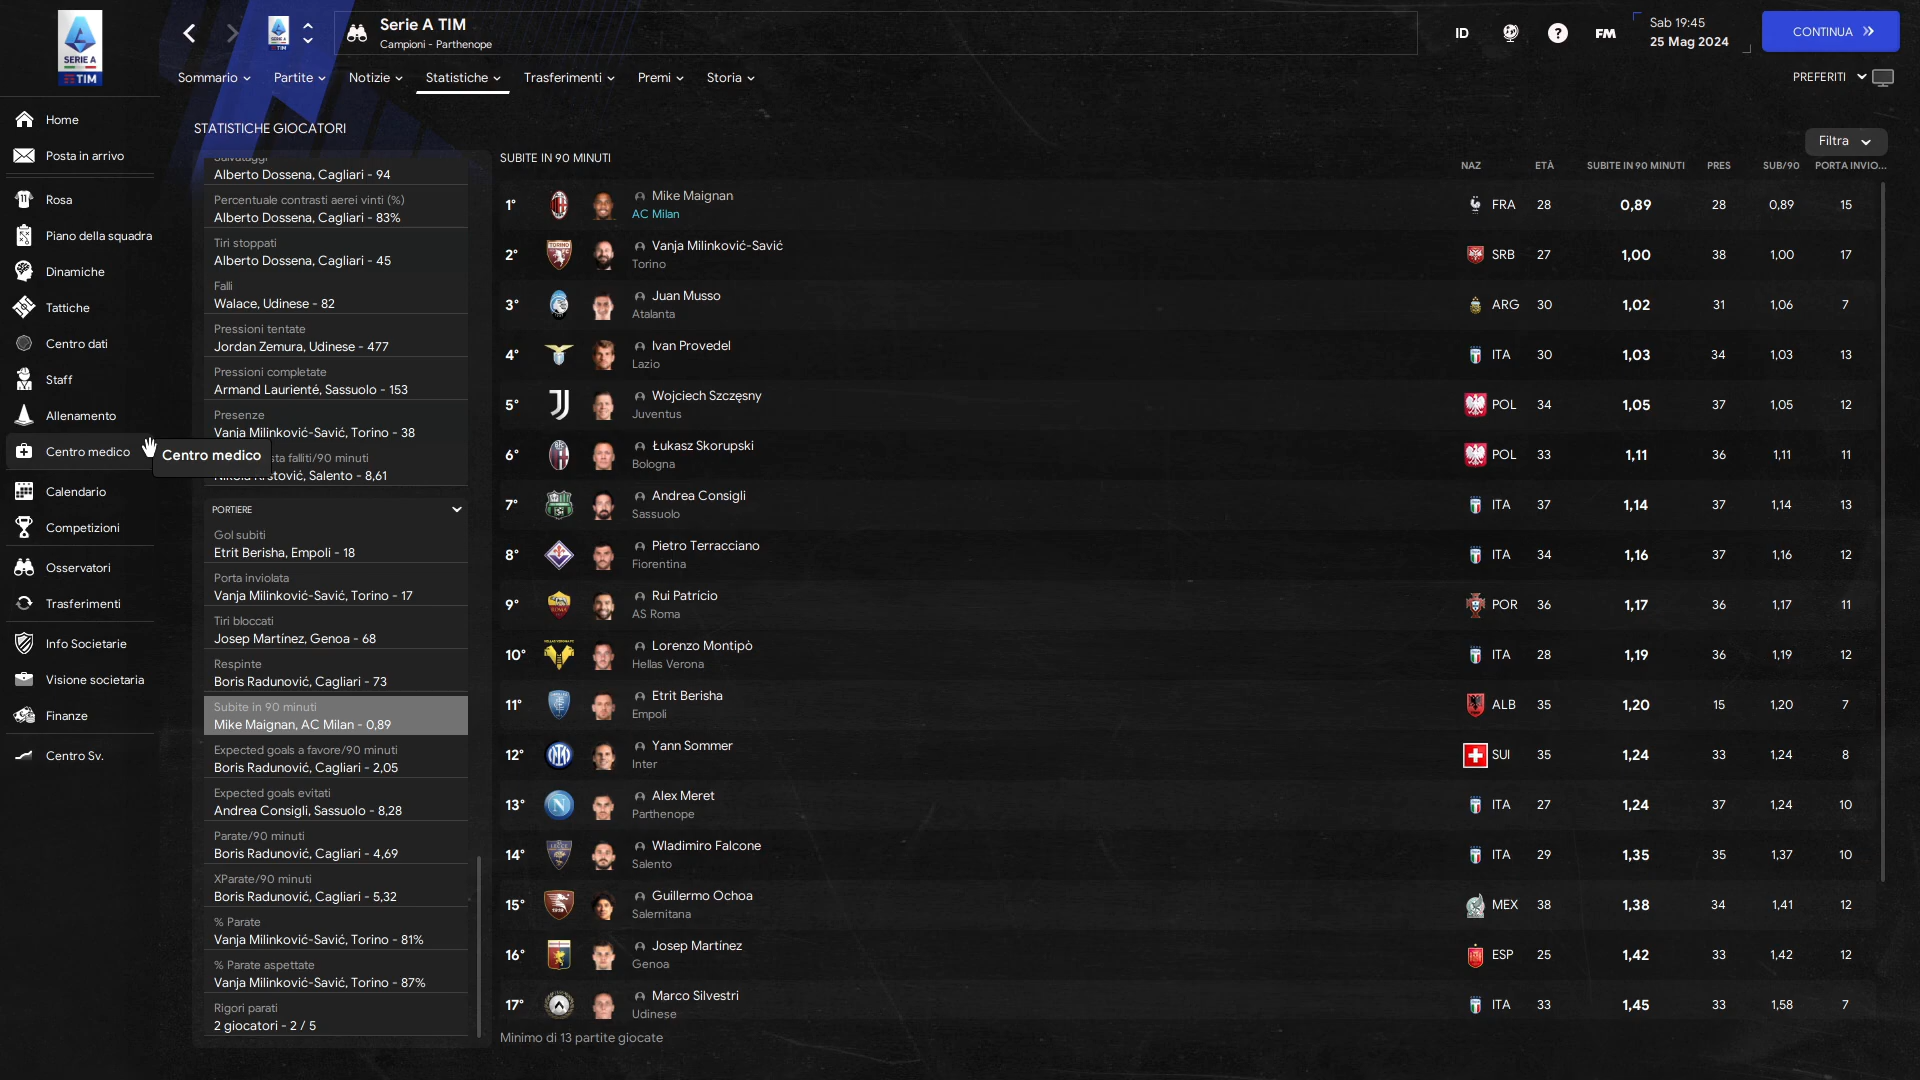 SERIE A
TIM
Serie A TIM
Campioni - Parthenope
ID
FM
Sab 19:45
25 Mag 2024
CONTINUA
Sommario
Partite
Notizie
Statistiche
Trasferimenti
Premi
Storia
PREFERITI
Home
Posta in arrivo
Rosa
Piano della squadra
Dinamiche
Tattiche
Centro dati
Staff
Allenamento
Centro medico
Centro medico
Calendario
Competizioni
Osservatori
Trasferimenti
Info Societarie
Visione societaria
Finanze
Centro Sv.
STATISTICHE GIOCATORI
Salvataggi
Alberto Dossena, Cagliari - 94
Percentuale contrasti aerei vinti (%)
Alberto Dossena, Cagliari - 83%
Tiri stoppati
Alberto Dossena, Cagliari - 45
Falli
Walace, Udinese - 82
Pressioni tentate
Jordan Zemura, Udinese - 477
Pressioni completate
Armand Laurienté, Sassuolo - 153
Presenze
Vanja Milinković-Savić, Torino - 38
sta falliti/90 minuti
Nikola Krstović, Salento - 8,61
PORTIERE
Gol subiti
Etrit Berisha, Empoli - 18
Porta inviolata
Vanja Milinković-Savić, Torino - 17
Tiri bloccati
Josep Martínez, Genoa - 68
Respinte
Boris Radunović, Cagliari - 73
Subite in 90 minuti
Mike Maignan, AC Milan - 0,89
Expected goals a favore/90 minuti
Boris Radunović, Cagliari - 2,05
Expected goals evitati
Andrea Consigli, Sassuolo - 8,28
Parate/90 minuti
Boris Radunović, Cagliari - 4,69
XParate/90 minuti
Boris Radunović, Cagliari - 5,32
% Parate
Vanja Milinković-Savić, Torino - 81%
% Parate aspettate
Vanja Milinković-Savić, Torino - 87%
Rigori parati
2 giocatori - 2 / 5
Filtra
SUBITE IN 90 MINUTI
NAZ ETÀ SUBITE IN 90 MINUTI PRES SUB/90 PORTA INVIO...
1° Mike Maignan FRA 28 0,89 28 0,89 15
AC Milan
2° Vanja Milinković-Savić SRB 27 1,00 38 1,00 17
Torino
3° Juan Musso ARG 30 1,02 31 1,06 7
Atalanta
4° Ivan Provedel ITA 30 1,03 34 1,03 13
Lazio
5° Wojciech Szczęsny POL 34 1,05 37 1,05 12
Juventus
6° Łukasz Skorupski POL 33 1,11 36 1,11 11
Bologna
7° Andrea Consigli ITA 37 1,14 37 1,14 13
Sassuolo
8° Pietro Terracciano ITA 34 1,16 37 1,16 12
Fiorentina
9° Rui Patrício POR 36 1,17 36 1,17 11
AS Roma
10° Lorenzo Montipò ITA 28 1,19 36 1,19 12
Hellas Verona
11° Etrit Berisha ALB 35 1,20 15 1,20 7
Empoli
12° Yann Sommer SUI 35 1,24 33 1,24 8
Inter
13° Alex Meret ITA 27 1,24 37 1,24 10
Parthenope
14° Wladimiro Falcone ITA 29 1,35 35 1,37 10
Salento
15° Guillermo Ochoa MEX 38 1,38 34 1,41 12
Salernitana
16° Josep Martínez ESP 25 1,42 33 1,42 12
Genoa
17° Marco Silvestri ITA 33 1,45 33 1,58 7
Udinese
Minimo di 13 partite giocate